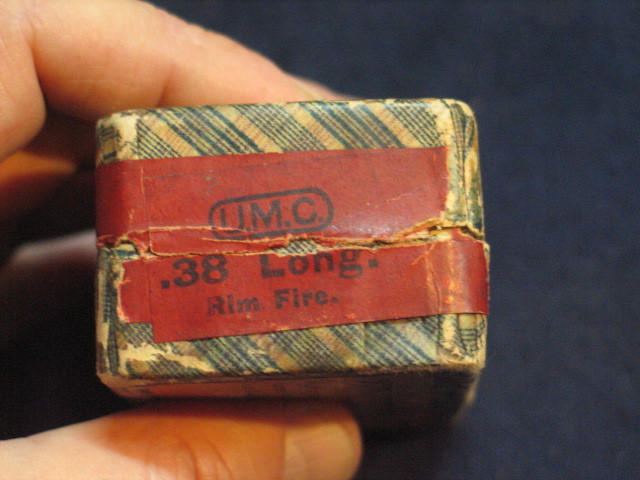 U.M.C.
.38 Long.
Rim Fire.